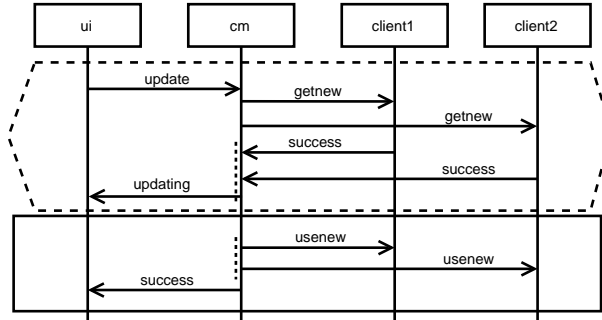 ui cm client1 client2
update
getnew
getnew
success
success
updating
usenew
usenew
success